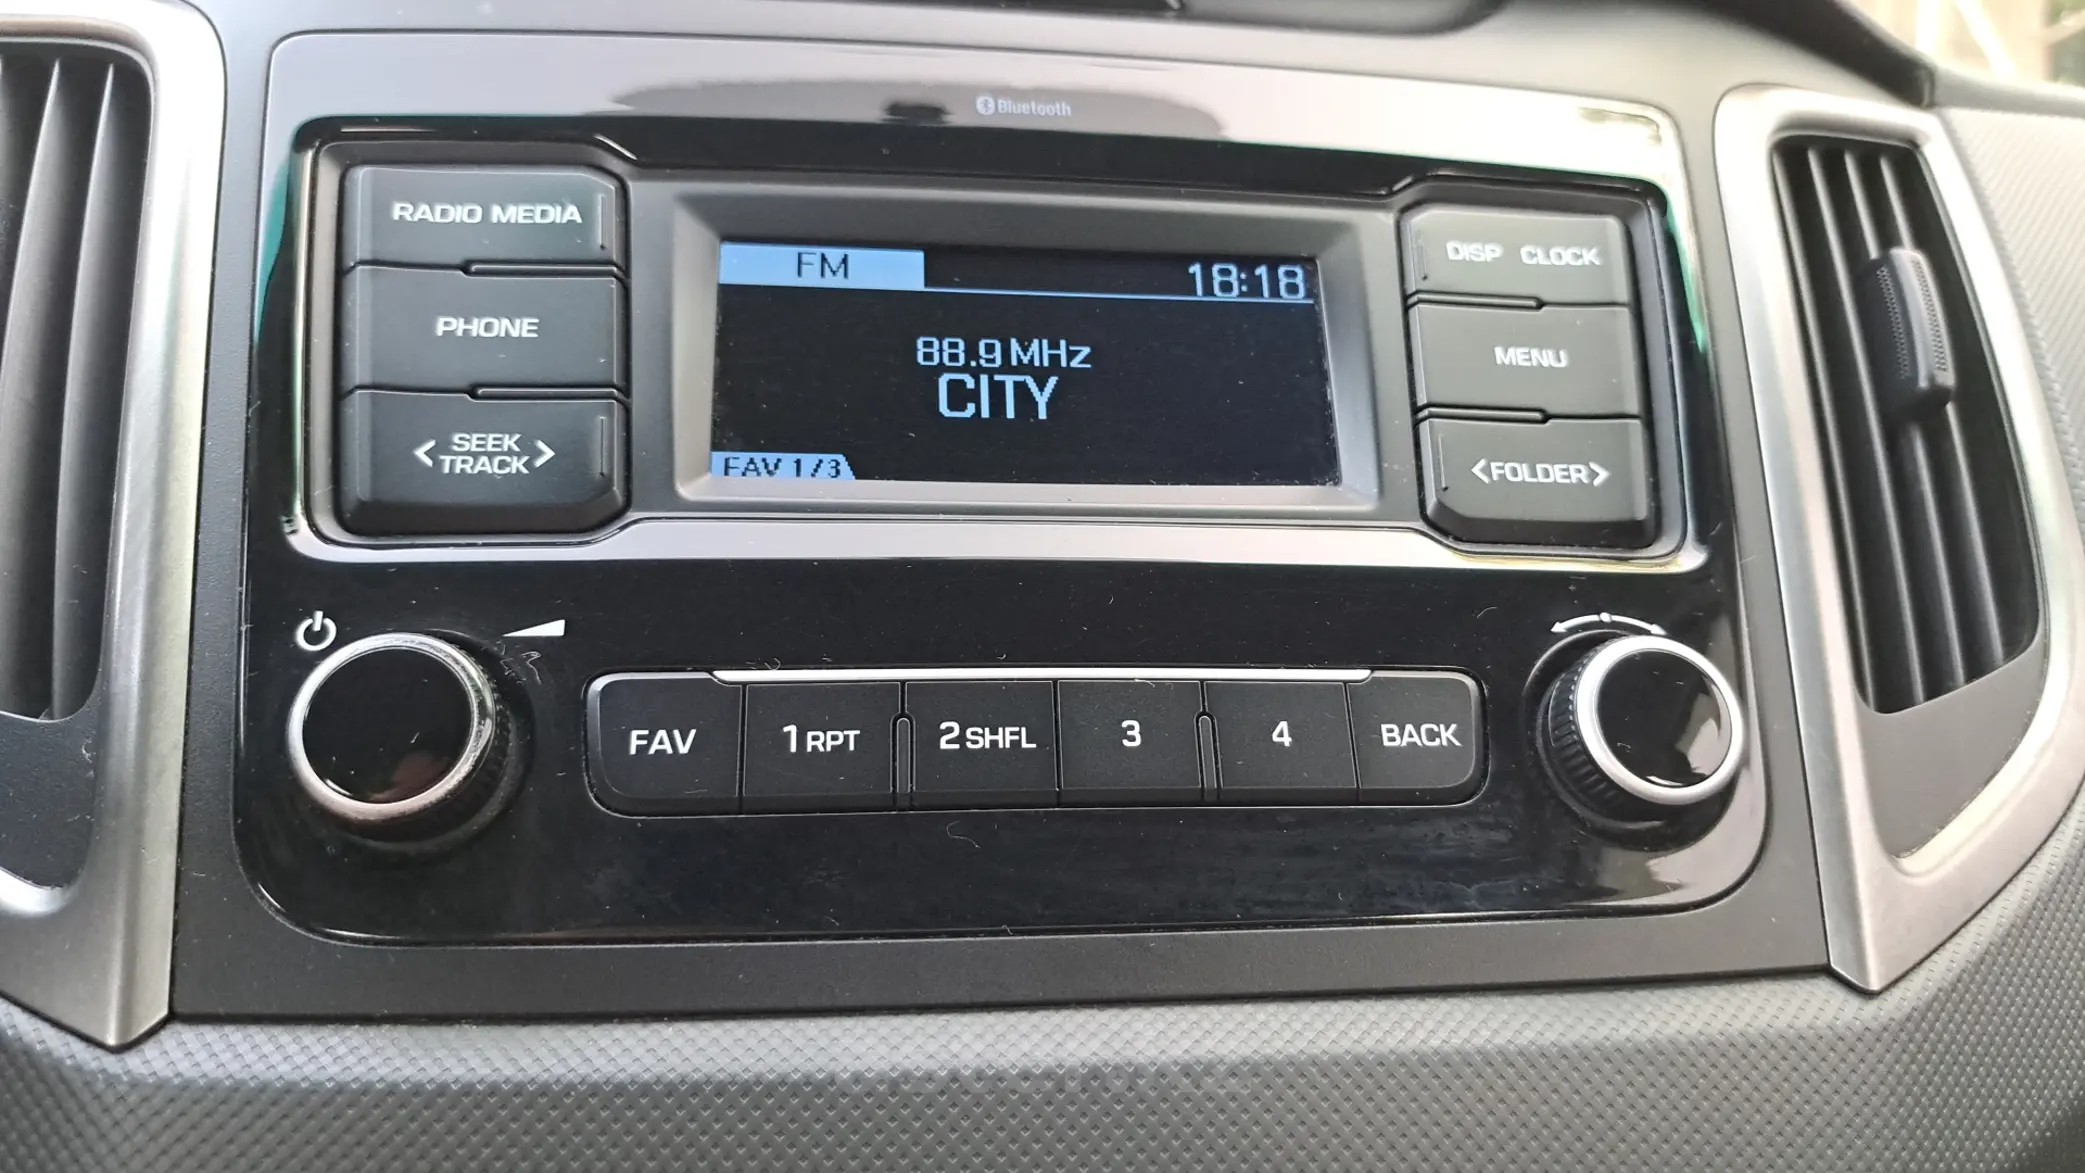 Bluetooth
RADIO MEDIA
PHONE
< SEEK >
TRACK
FM 18:18
88.9 MHz
CITY
FAV 1/3
DISP CLOCK
MENU
<FOLDER>
FAV
1 RPT
2 SHFL
3
4
BACK